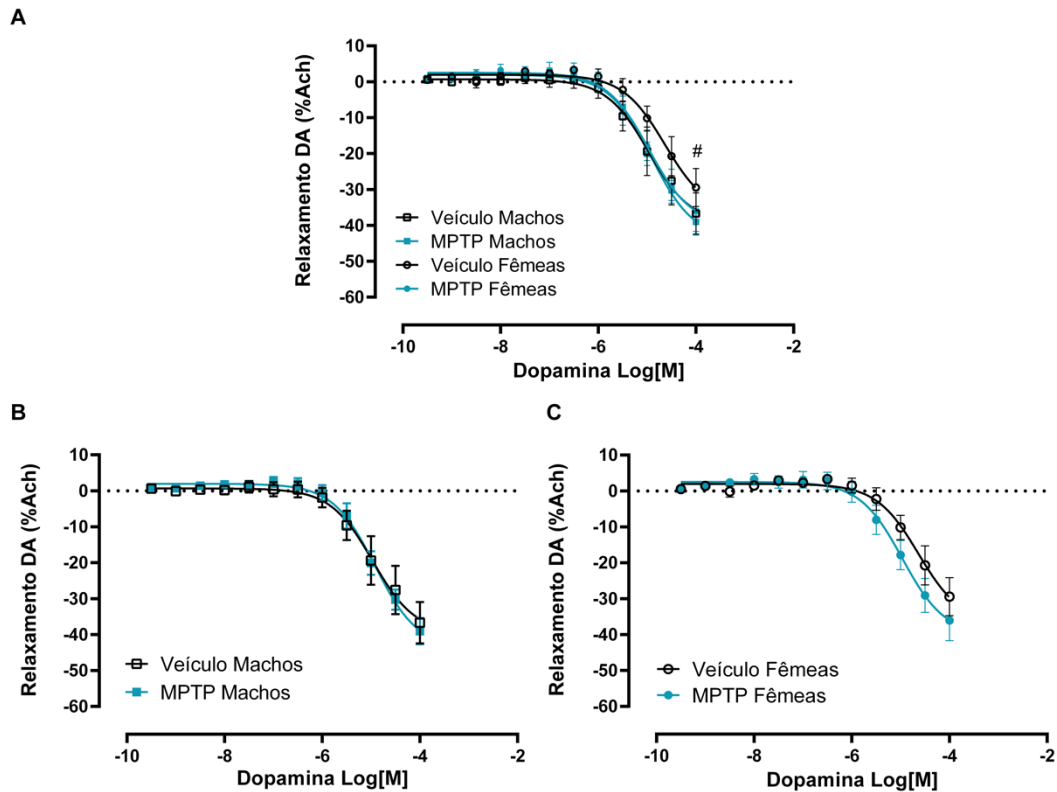 A
Relaxamento DA (%Ach)
10
0
-10
-20
-30
-40
-50
-60
#
Veículo Machos
MPTP Machos
Veículo Fêmeas
MPTP Fêmeas
-10
-8
-6
-4
-2
Dopamina Log[M]
B
Relaxamento DA (%Ach)
10
0
-10
-20
-30
-40
-50
-60
Veículo Machos
MPTP Machos
-10
-8
-6
-4
-2
Dopamina Log[M]
C
Relaxamento DA (%Ach)
10
0
-10
-20
-30
-40
-50
-60
Veículo Fêmeas
MPTP Fêmeas
-10
-8
-6
-4
-2
Dopamina Log[M]